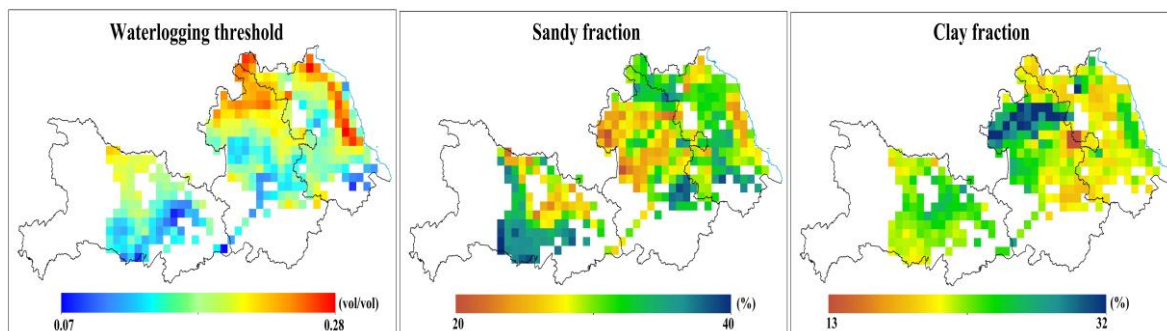 Waterlogging threshold
(vol/vol)
0.07
0.28
Sandy fraction
(%)
20
40
Clay fraction
(%)
13
32